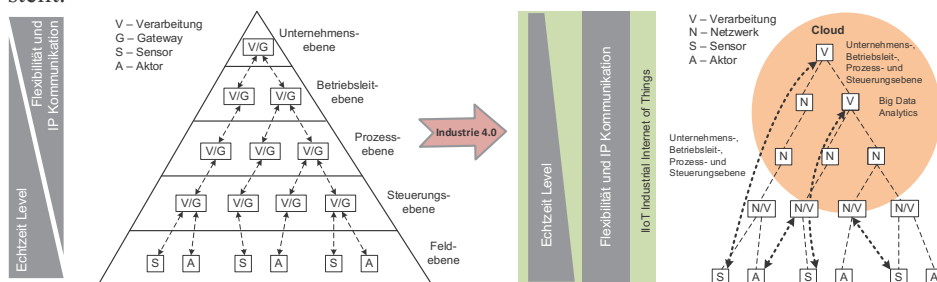 stellt.
Flexibilität und
IP Kommunikation
Echtzeit Level
V – Verarbeitung
G – Gateway
S – Sensor
A – Aktor
Unternehmens-
ebene
V/G
Betriebsleit-
ebene
V/G V/G
Prozess-
ebene
V/G V/G V/G
Steuerungs-
ebene
V/G V/G V/G V/G
Feld-
ebene
S A S A S A
Industrie 4.0
Echtzeit Level
Flexibilität und IP Kommunikation
IIoT Industrial Internet of Things
V – Verarbeitung
N – Netzwerk
S – Sensor
A – Aktor
Cloud
V
Unternehmens-,
Betriebsleit-,
Prozess- und
Steuerungsebene
N V
Big Data
Analytics
Unternehmens-,
Betriebsleit-,
Prozess- und
Steuerungsebene
N N N
N/V N/V N/V N/V
S A S A S A